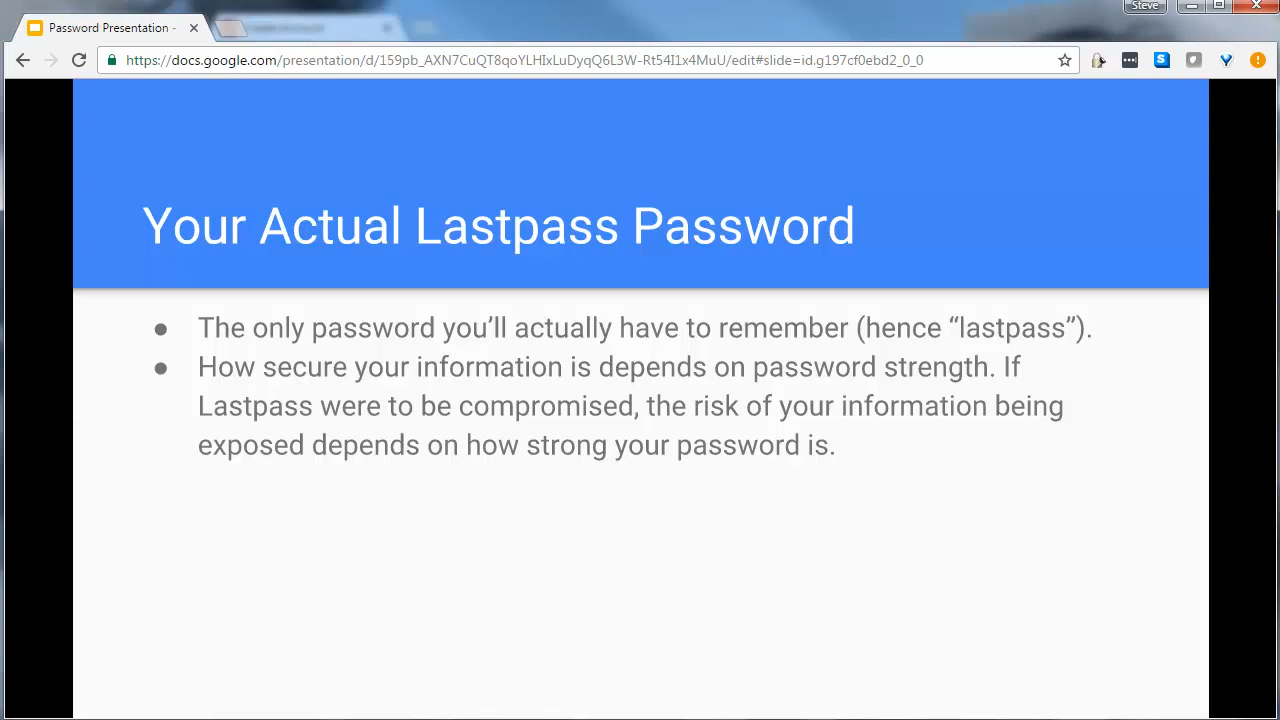 Steve
Password Presentation -
https://docs.google.com/presentation/d/159pb_AXN7CuQT8qoYLHIxLuDyqQ6L3W-Rt54I1x4MuU/edit#slide=id.g197cf0ebd2_0_0
Your Actual Lastpass Password
● The only password you’ll actually have to remember (hence “lastpass”).
● How secure your information is depends on password strength. If
Lastpass were to be compromised, the risk of your information being
exposed depends on how strong your password is.